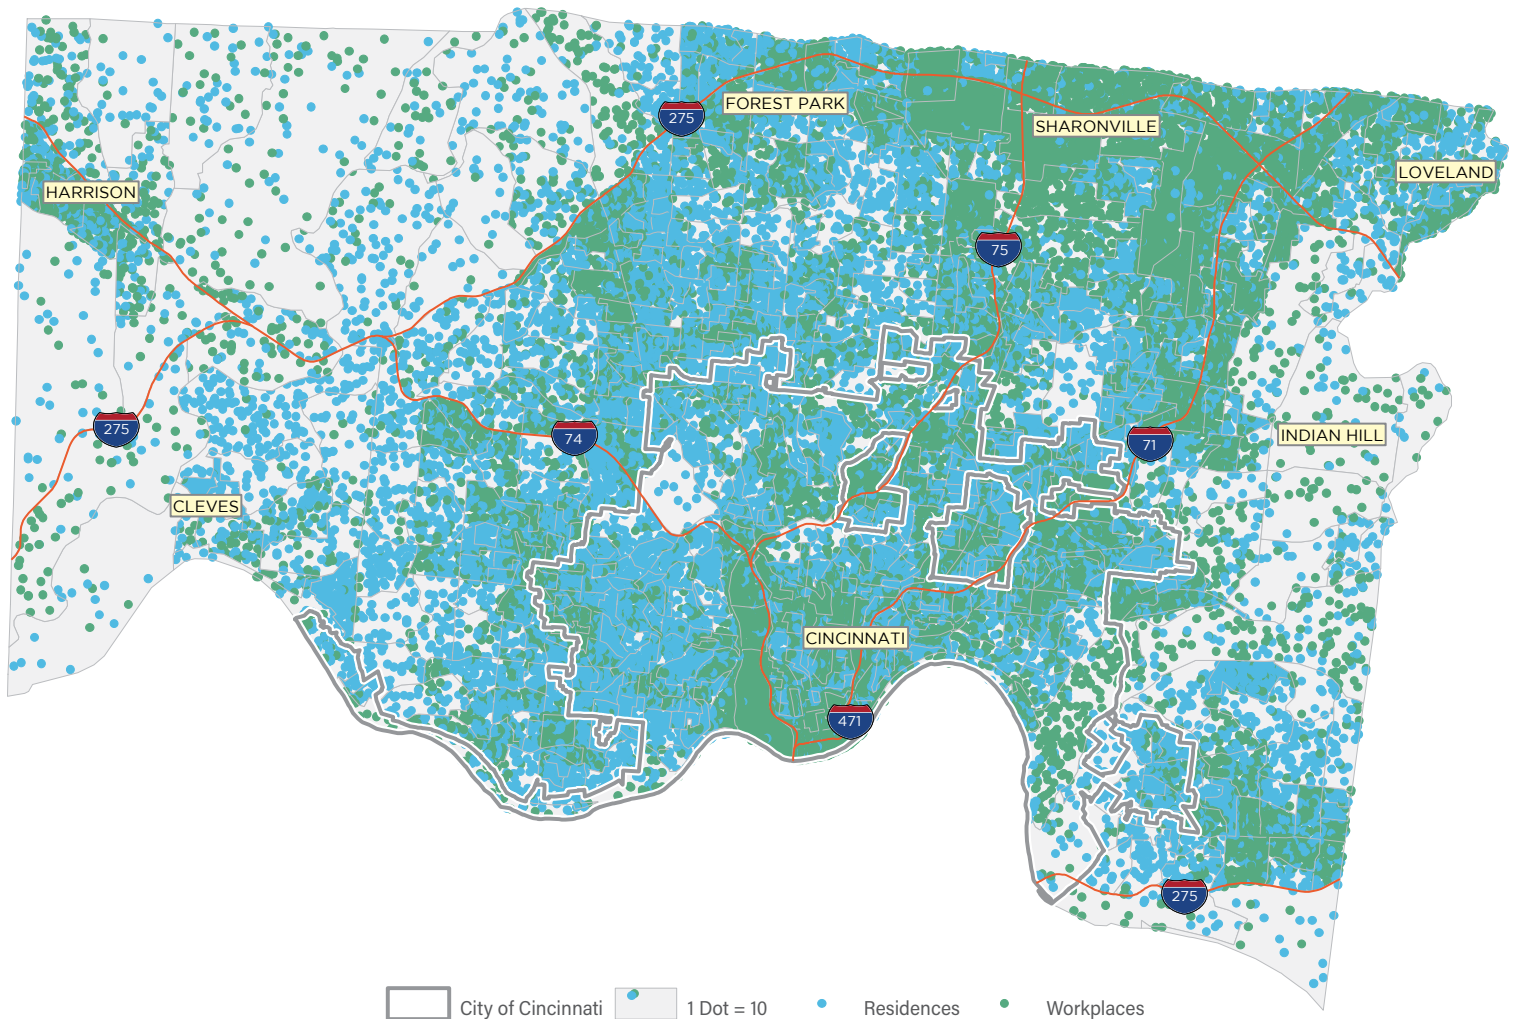 FOREST PARK
275
SHARONVILLE
LOVELAND
HARRISON
75
275
74
71
INDIAN HILL
CLEVES
CINCINNATI
471
275
City of Cincinnati
1 Dot = 10
Residences
Workplaces